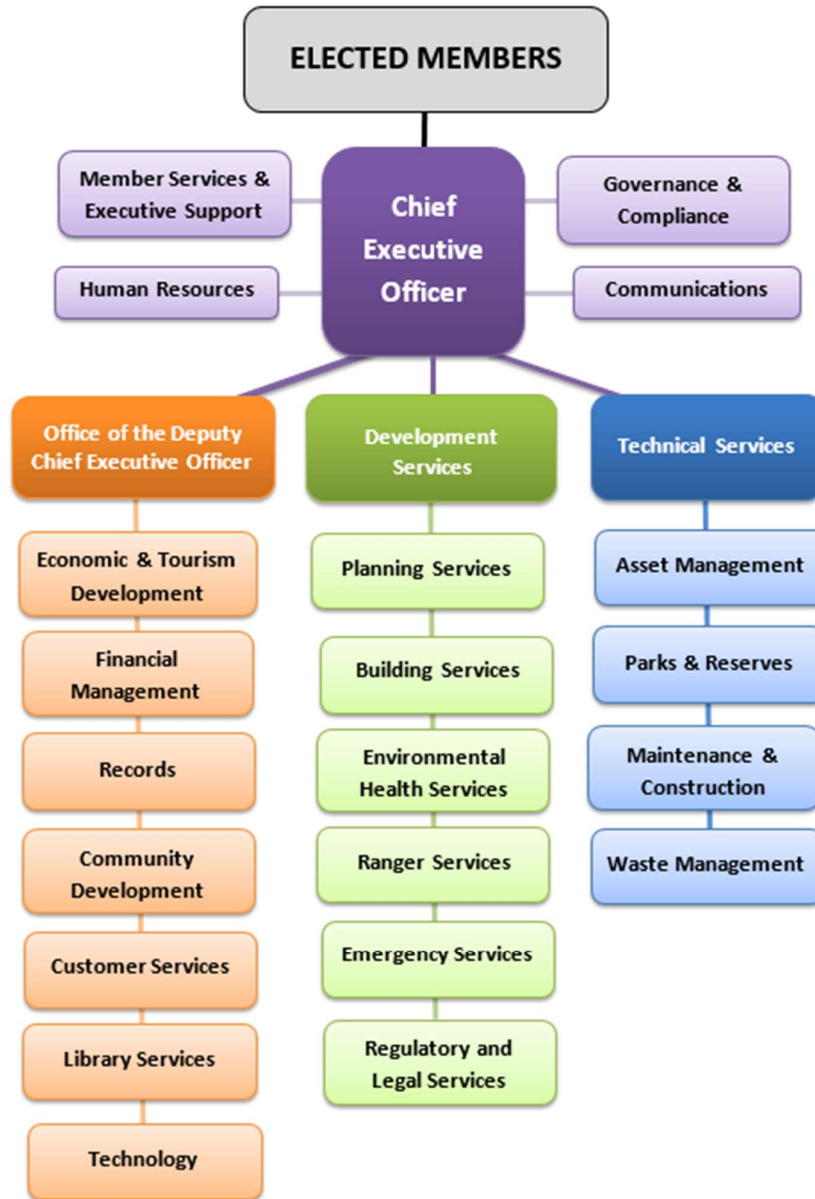 ELECTED MEMBERS
Member Services &
Executive Support
Chief
Executive
Officer
Governance &
Compliance
Human Resources
Communications
Office of the Deputy
Chief Executive Officer
Development
Services
Technical Services
Economic & Tourism
Development
Financial
Management
Records
Community
Development
Customer Services
Library Services
Technology
Planning Services
Building Services
Environmental
Health Services
Ranger Services
Emergency Services
Regulatory and
Legal Services
Asset Management
Parks & Reserves
Maintenance &
Construction
Waste Management